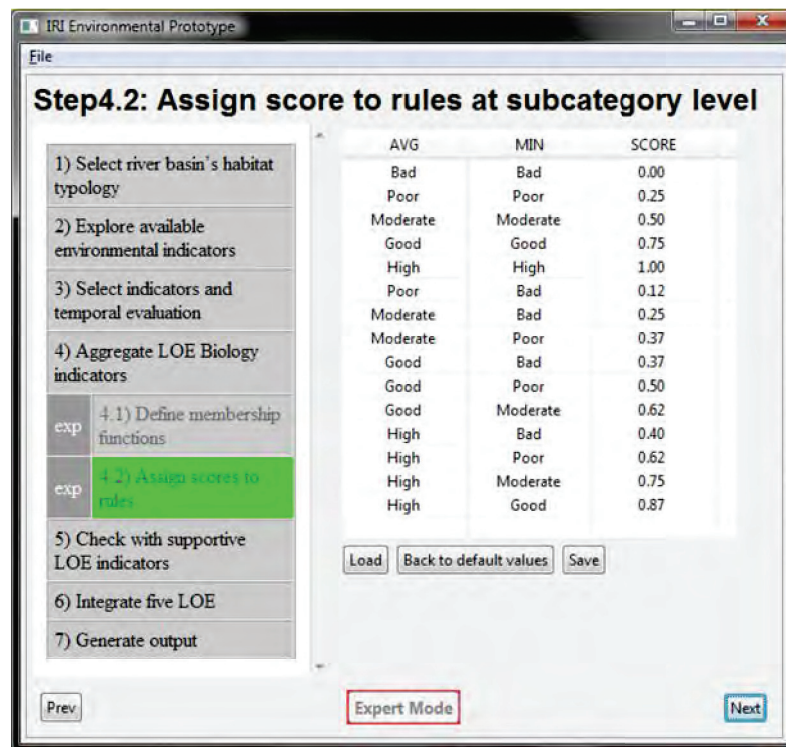 IRI Environmental Prototype
File
Step4.2: Assign score to rules at subcategory level
1) Select river basin's habitat
typology
2) Explore available
environmental indicators
3) Select indicators and
temporal evaluation
4) Aggregate LOE Biology
indicators
exp
4.1) Define membership
functions
exp
4.2) Assign scores to
rules
5) Check with supportive
LOE indicators
6) Integrate five LOE
7) Generate output
AVG MIN SCORE
Bad Bad 0.00
Poor Poor 0.25
Moderate Moderate 0.50
Good Good 0.75
High High 1.00
Poor Bad 0.12
Moderate Bad 0.25
Moderate Poor 0.37
Good Bad 0.37
Good Poor 0.50
Good Moderate 0.62
High Bad 0.40
High Poor 0.62
High Moderate 0.75
High Good 0.87
Load Back to default values Save
Prev Expert Mode Next